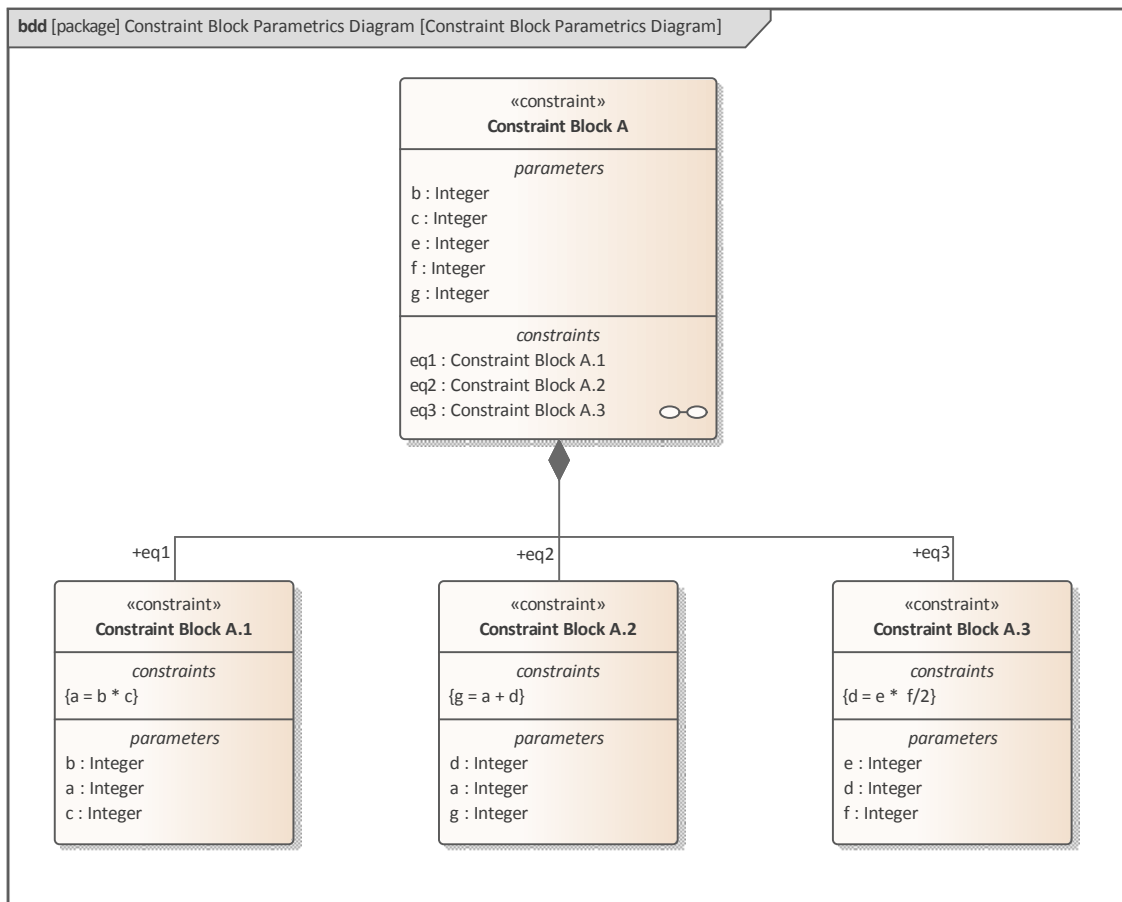 bdd [package] Constraint Block Parametrics Diagram [Constraint Block Parametrics Diagram]
«constraint»
Constraint Block A
parameters
b : Integer
c : Integer
e : Integer
f : Integer
g : Integer
constraints
eq1 : Constraint Block A.1
eq2 : Constraint Block A.2
eq3 : Constraint Block A.3
+eq1
+eq2
+eq3
«constraint»
Constraint Block A.1
constraints
{a = b * c}
parameters
b : Integer
a : Integer
c : Integer
«constraint»
Constraint Block A.2
constraints
{g = a + d}
parameters
d : Integer
a : Integer
g : Integer
«constraint»
Constraint Block A.3
constraints
{d = e *  f/2}
parameters
e : Integer
d : Integer
f : Integer